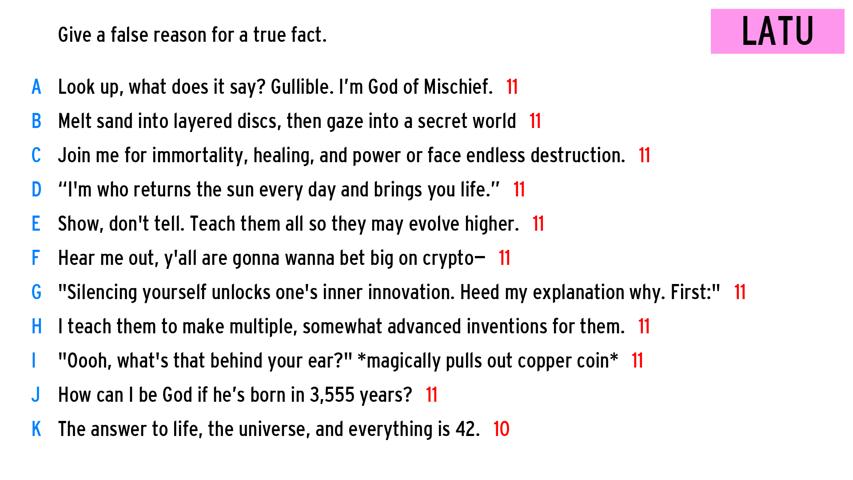 Give a false reason for a true fact.
LATU
A Look up, what does it say? Gullible. I’m God of Mischief. 11
B Melt sand into layered discs, then gaze into a secret world 11
C Join me for immortality, healing, and power or face endless destruction. 11
D “I'm who returns the sun every day and brings you life.” 11
E Show, don't tell. Teach them all so they may evolve higher. 11
F Hear me out, y'all are gonna wanna bet big on crypto— 11
G "Silencing yourself unlocks one's inner innovation. Heed my explanation why. First:" 11
H I teach them to make multiple, somewhat advanced inventions for them. 11
I "Oooh, what's that behind your ear?" *magically pulls out copper coin* 11
J How can I be God if he’s born in 3,555 years? 11
K The answer to life, the universe, and everything is 42. 10